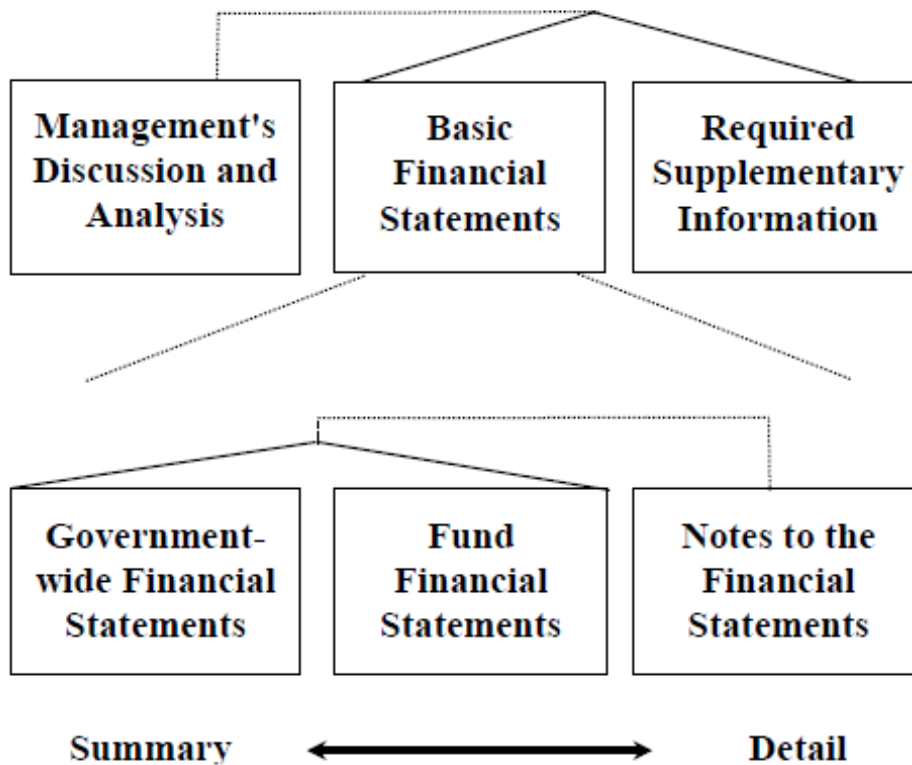 Management's
Discussion and
Analysis
Basic
Financial
Statements
Required
Supplementary
Information
Government-
wide Financial
Statements
Fund
Financial
Statements
Notes to the
Financial
Statements
Summary
Detail